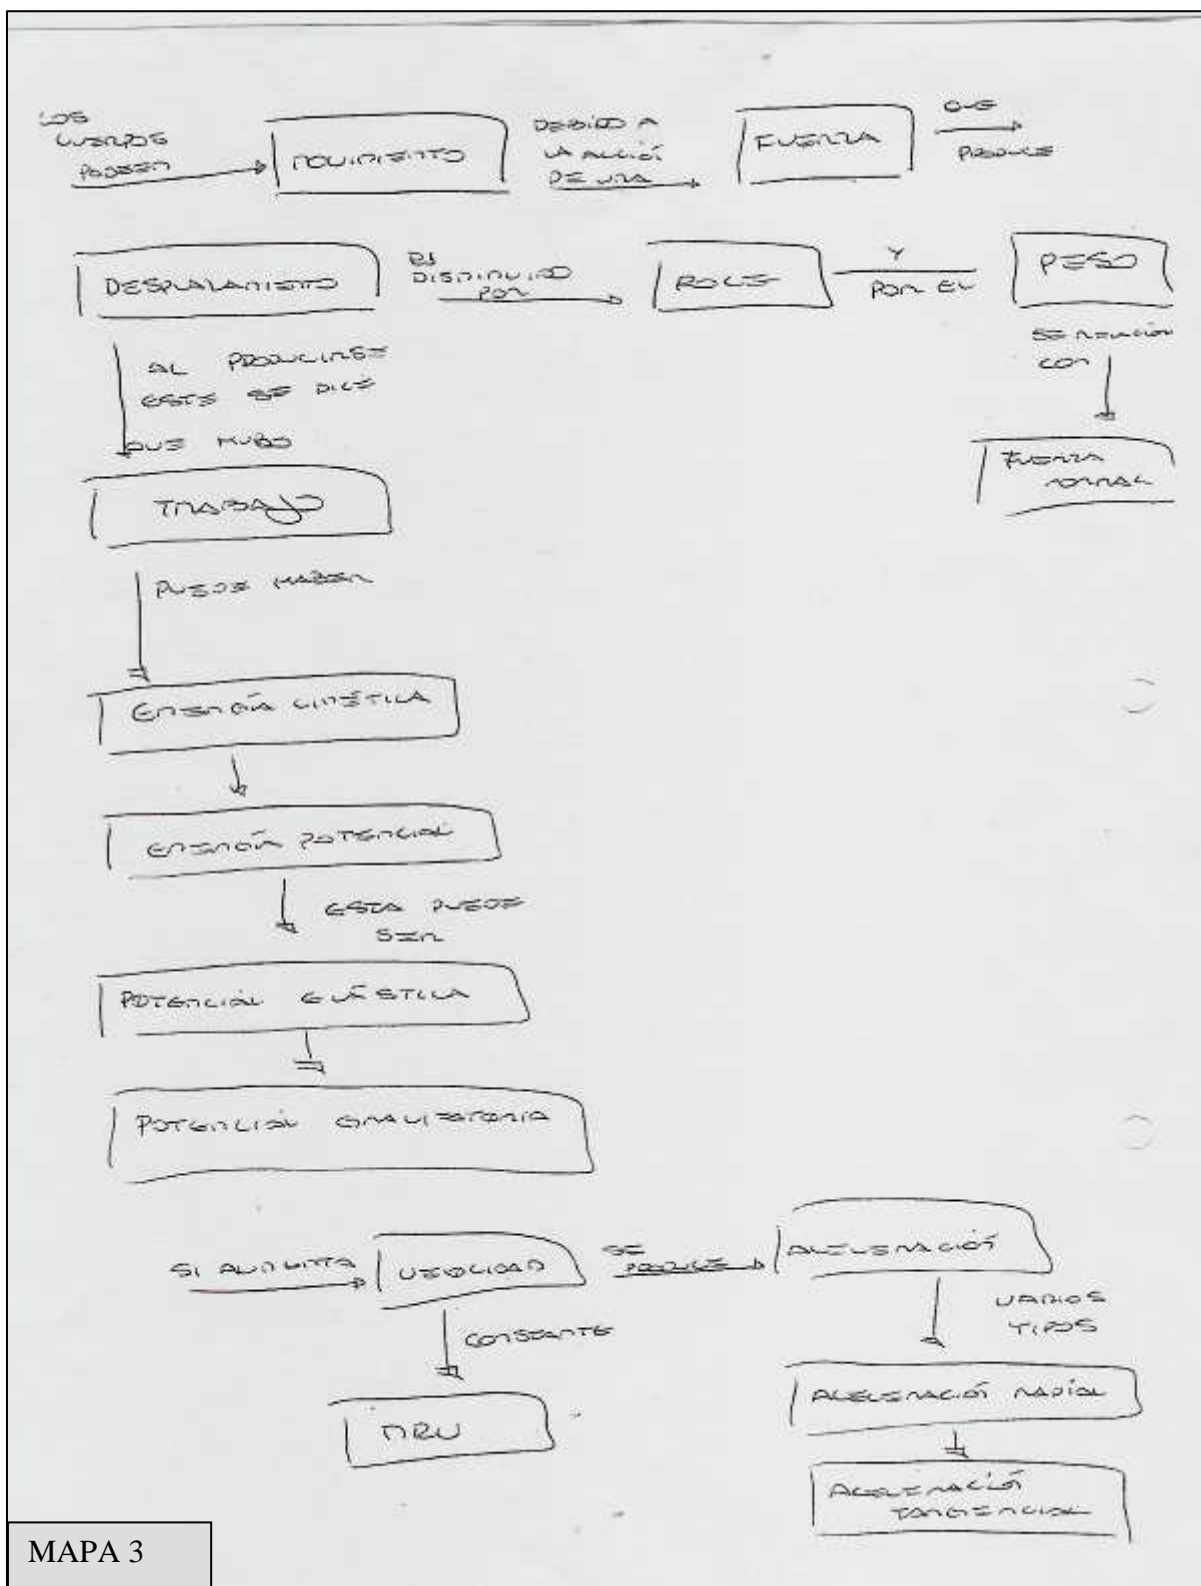 LOS
CUERPOS
POSEEN
MOVIMIENTO
DEBIDO A
LA ACCIÓN
DE UNA
FUERZA
QUE
PRODUCE
DESPLAZAMIENTO
ES
DISMINUIDO
POR
ROCE
Y
POR EL
PESO
SE RELACIÓN
CON
FUERZA
NORMAL
AL PRODUCIRSE
ESTE SE DICE
QUE HUBO
TRABAJO
PUEDE HABER
ENERGÍA CINÉTICA
ENERGÍA POTENCIAL
ESTA PUEDE
SER
POTENCIAL ELÁSTICA
POTENCIAL GRAVITATORIA
SI AUMENTA
VELOCIDAD
SE
PRODUCE
ACELERACIÓN
CONSTANTE
MRU
VARIOS
TIPOS
ACELERACIÓN RADIAL
ACELERACIÓN
TANGENCIAL
MAPA 3